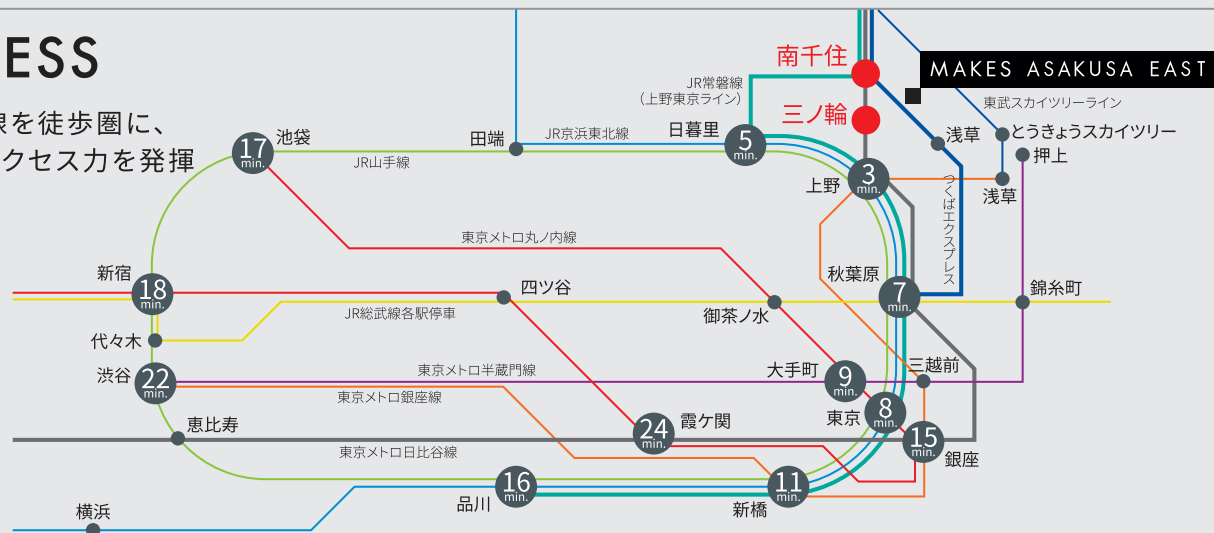 ESS
線を徒歩圏に、
クセス力を発揮
南千住
MAKES ASAKUSA EAST
JR常磐線
(上野東京ライン)
東武スカイツリーライン
三ノ輪
浅草
とうきょうスカイツリー
押上
日暮里
5
min.
JR京浜東北線
田端
池袋
17
min.
JR山手線
上野
3
min.
浅草
つくばエクスプレス
東京メトロ丸ノ内線
新宿
18
min.
四ツ谷
秋葉原
7
min.
錦糸町
御茶ノ水
JR総武線各駅停車
代々木
渋谷
22
min.
東京メトロ半蔵門線
大手町
9
min.
三越前
東京メトロ銀座線
東京
8
min.
恵比寿
霞ケ関
24
min.
15
min.
銀座
東京メトロ日比谷線
品川
16
min.
新橋
11
min.
横浜